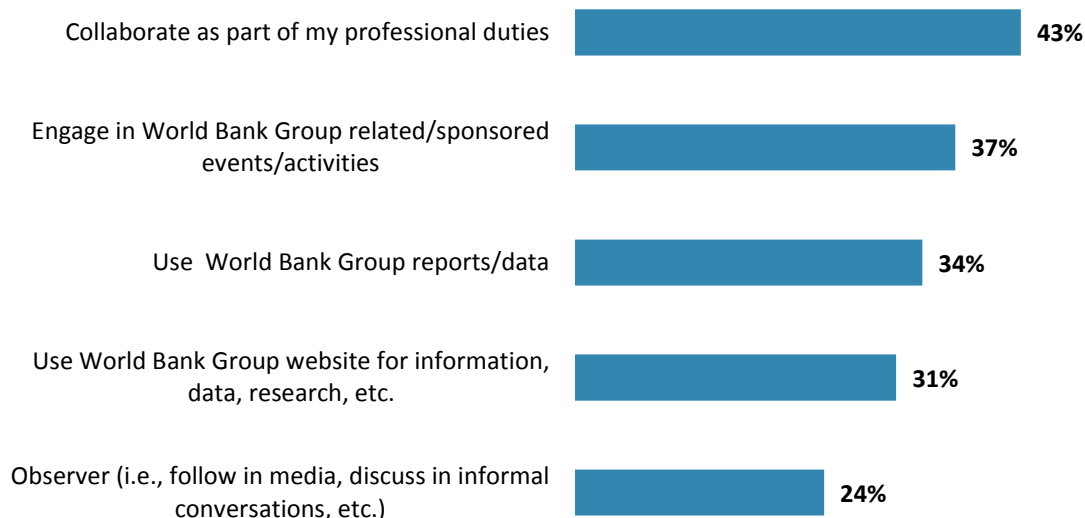 Collaborate as part of my professional duties
43%
Engage in World Bank Group related/sponsored
events/activities
37%
Use World Bank Group reports/data
34%
Use World Bank Group website for information,
data, research, etc.
31%
Observer (i.e., follow in media, discuss in informal
conversations, etc.)
24%